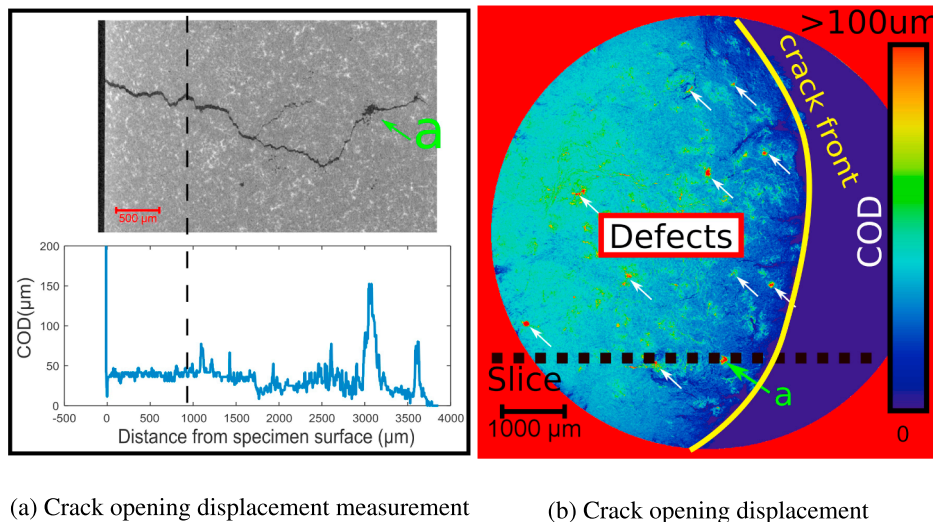 a
500 µm
200
150
100
50
0
COD(µm)
-500 0 500 1000 1500 2000 2500 3000 3500 4000
Distance from specimen surface (µm)
(a) Crack opening displacement measurement
>100um
crack front
COD
Defects
Slice
a
1000 µm
0
(b) Crack opening displacement